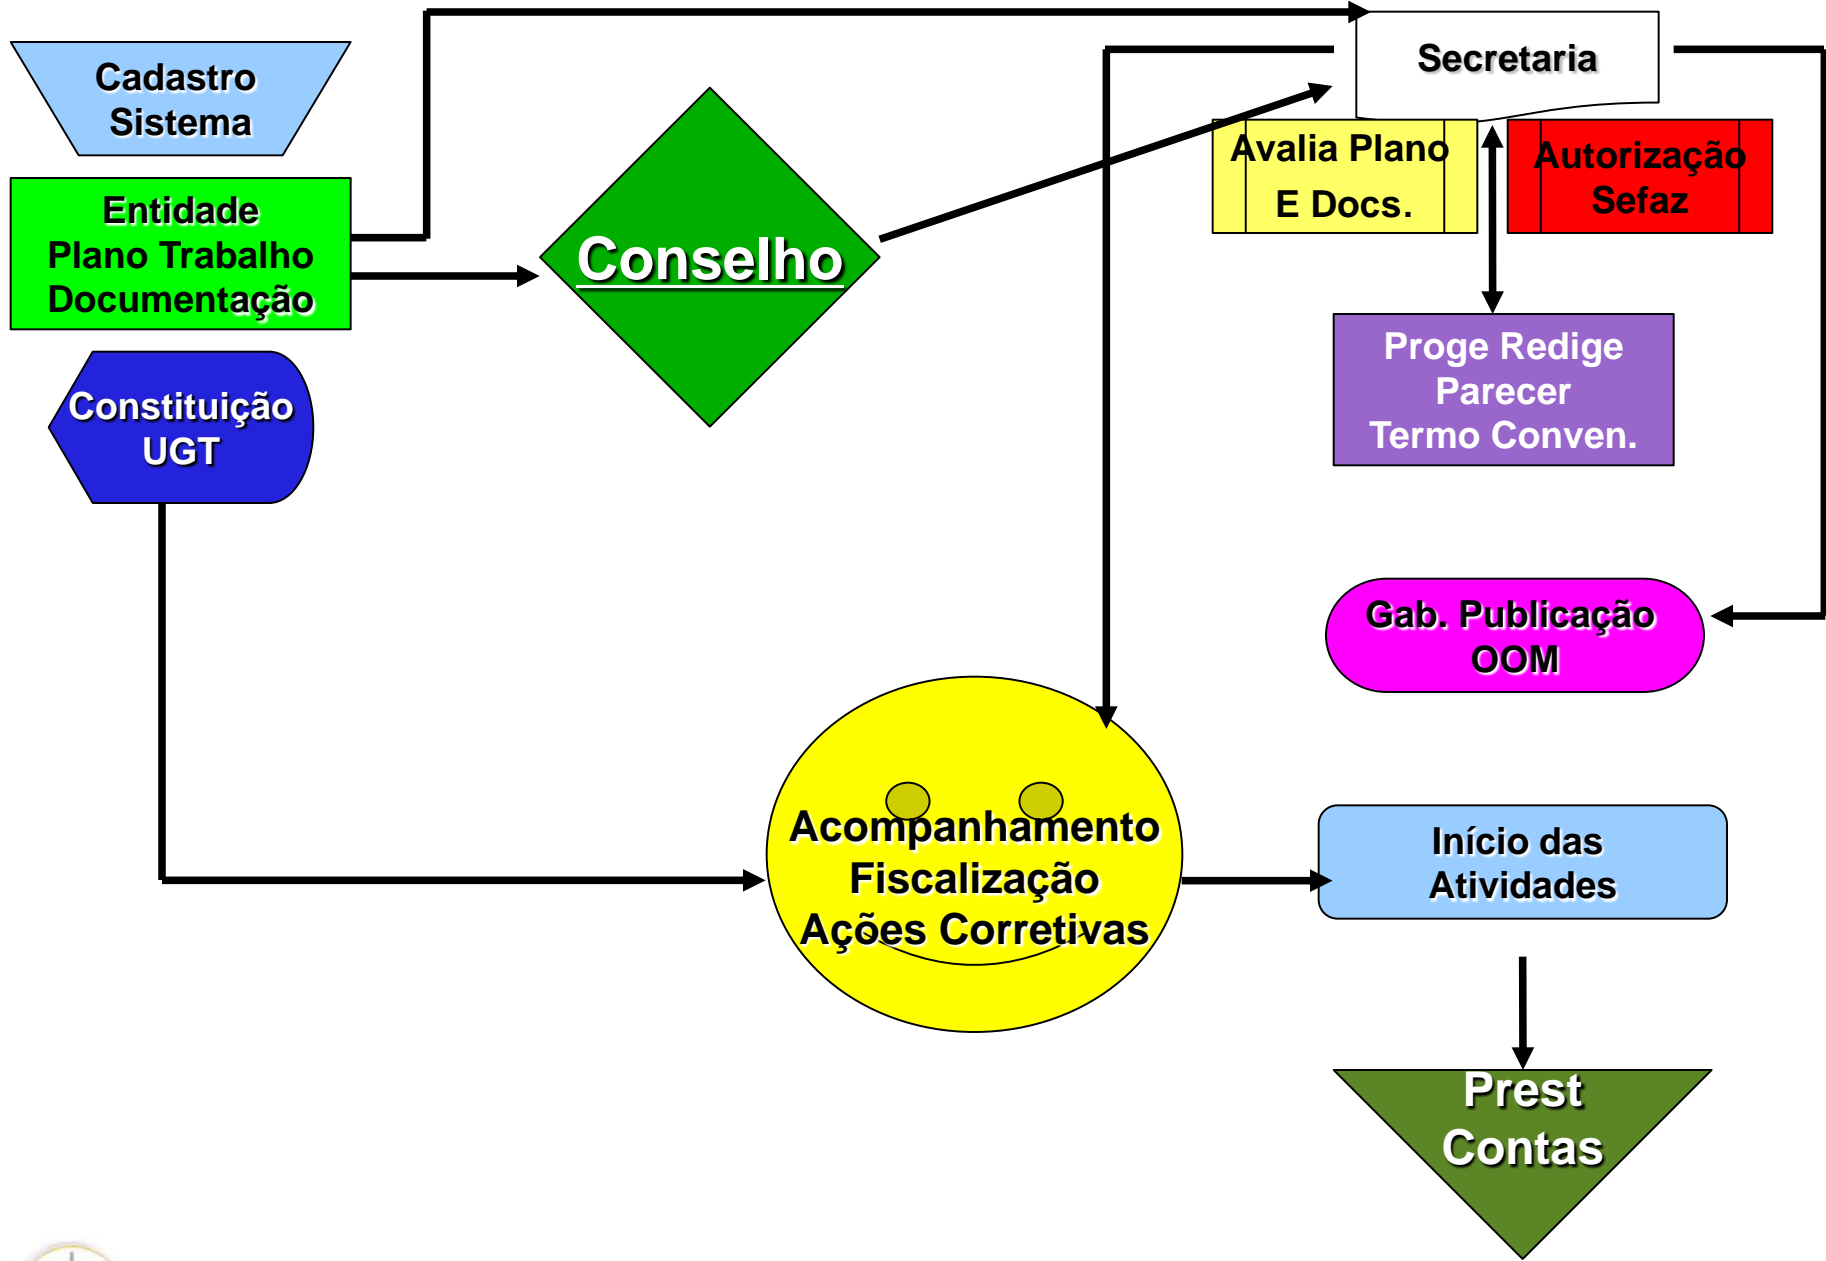 Cadastro
Sistema
Entidade
Plano Trabalho
Documentação
Constituição
UGT
Conselho
Secretaria
Avalia Plano
E Docs.
Autorização
Sefaz
Proge Redige
Parecer
Termo Conven.
Gab. Publicação
OOM
Acompanhamento
Fiscalização
Ações Corretivas
Início das
Atividades
Prest
Contas